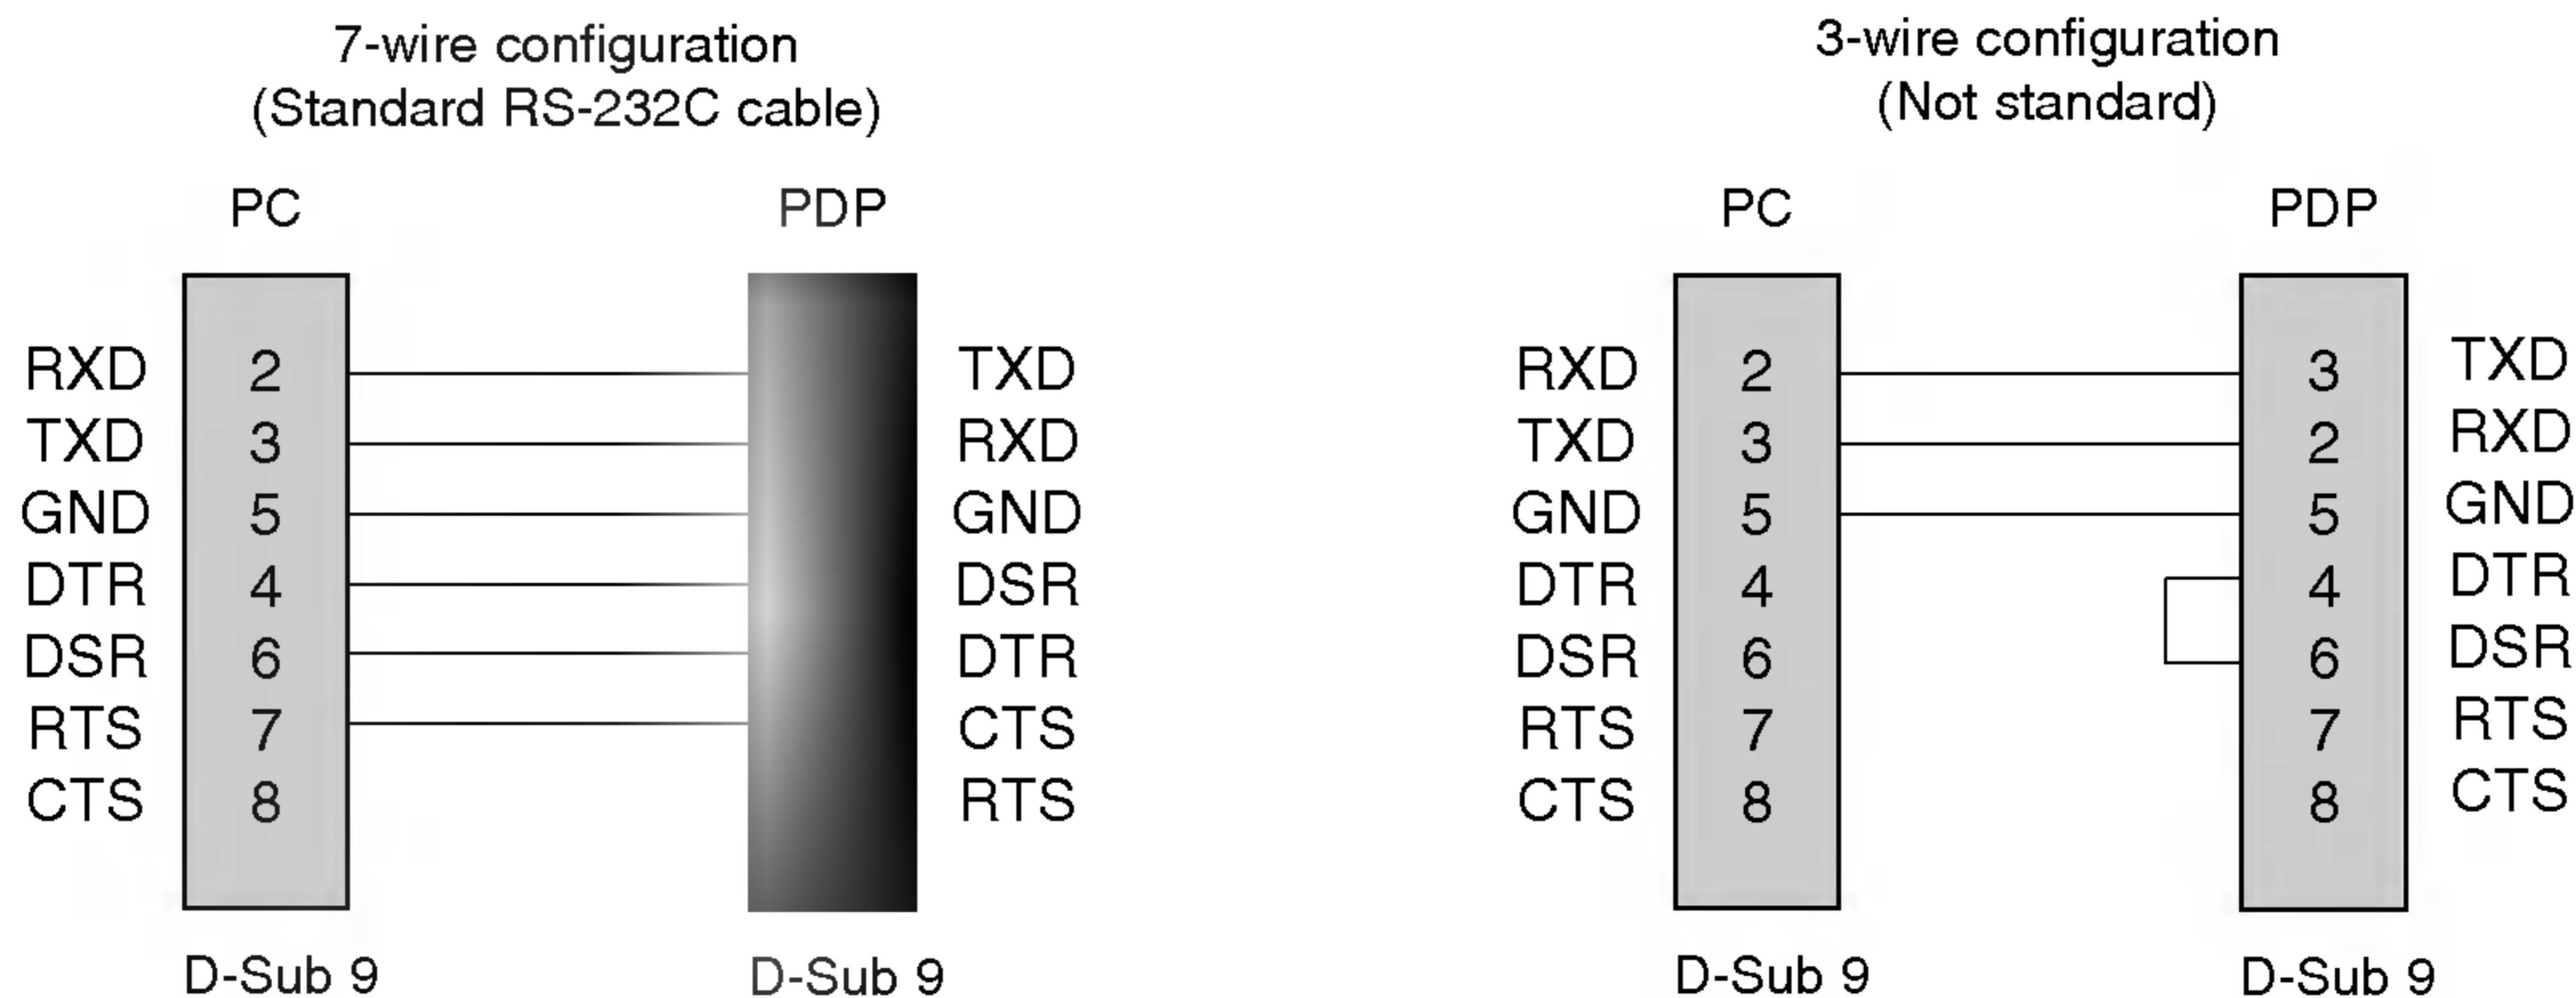 7-wire configuration
(Standard RS-232C cable)
PC PDP
RXD 2 TXD
TXD 3 RXD
GND 5 GND
DTR 4 DSR
DSR 6 DTR
RTS 7 CTS
CTS 8 RTS
D-Sub 9 D-Sub 9
3-wire configuration
(Not standard)
PC PDP
RXD 2 3 TXD
TXD 3 2 RXD
GND 5 5 GND
DTR 4 4 DTR
DSR 6 6 DSR
RTS 7 7 RTS
CTS 8 8 CTS
D-Sub 9 D-Sub 9